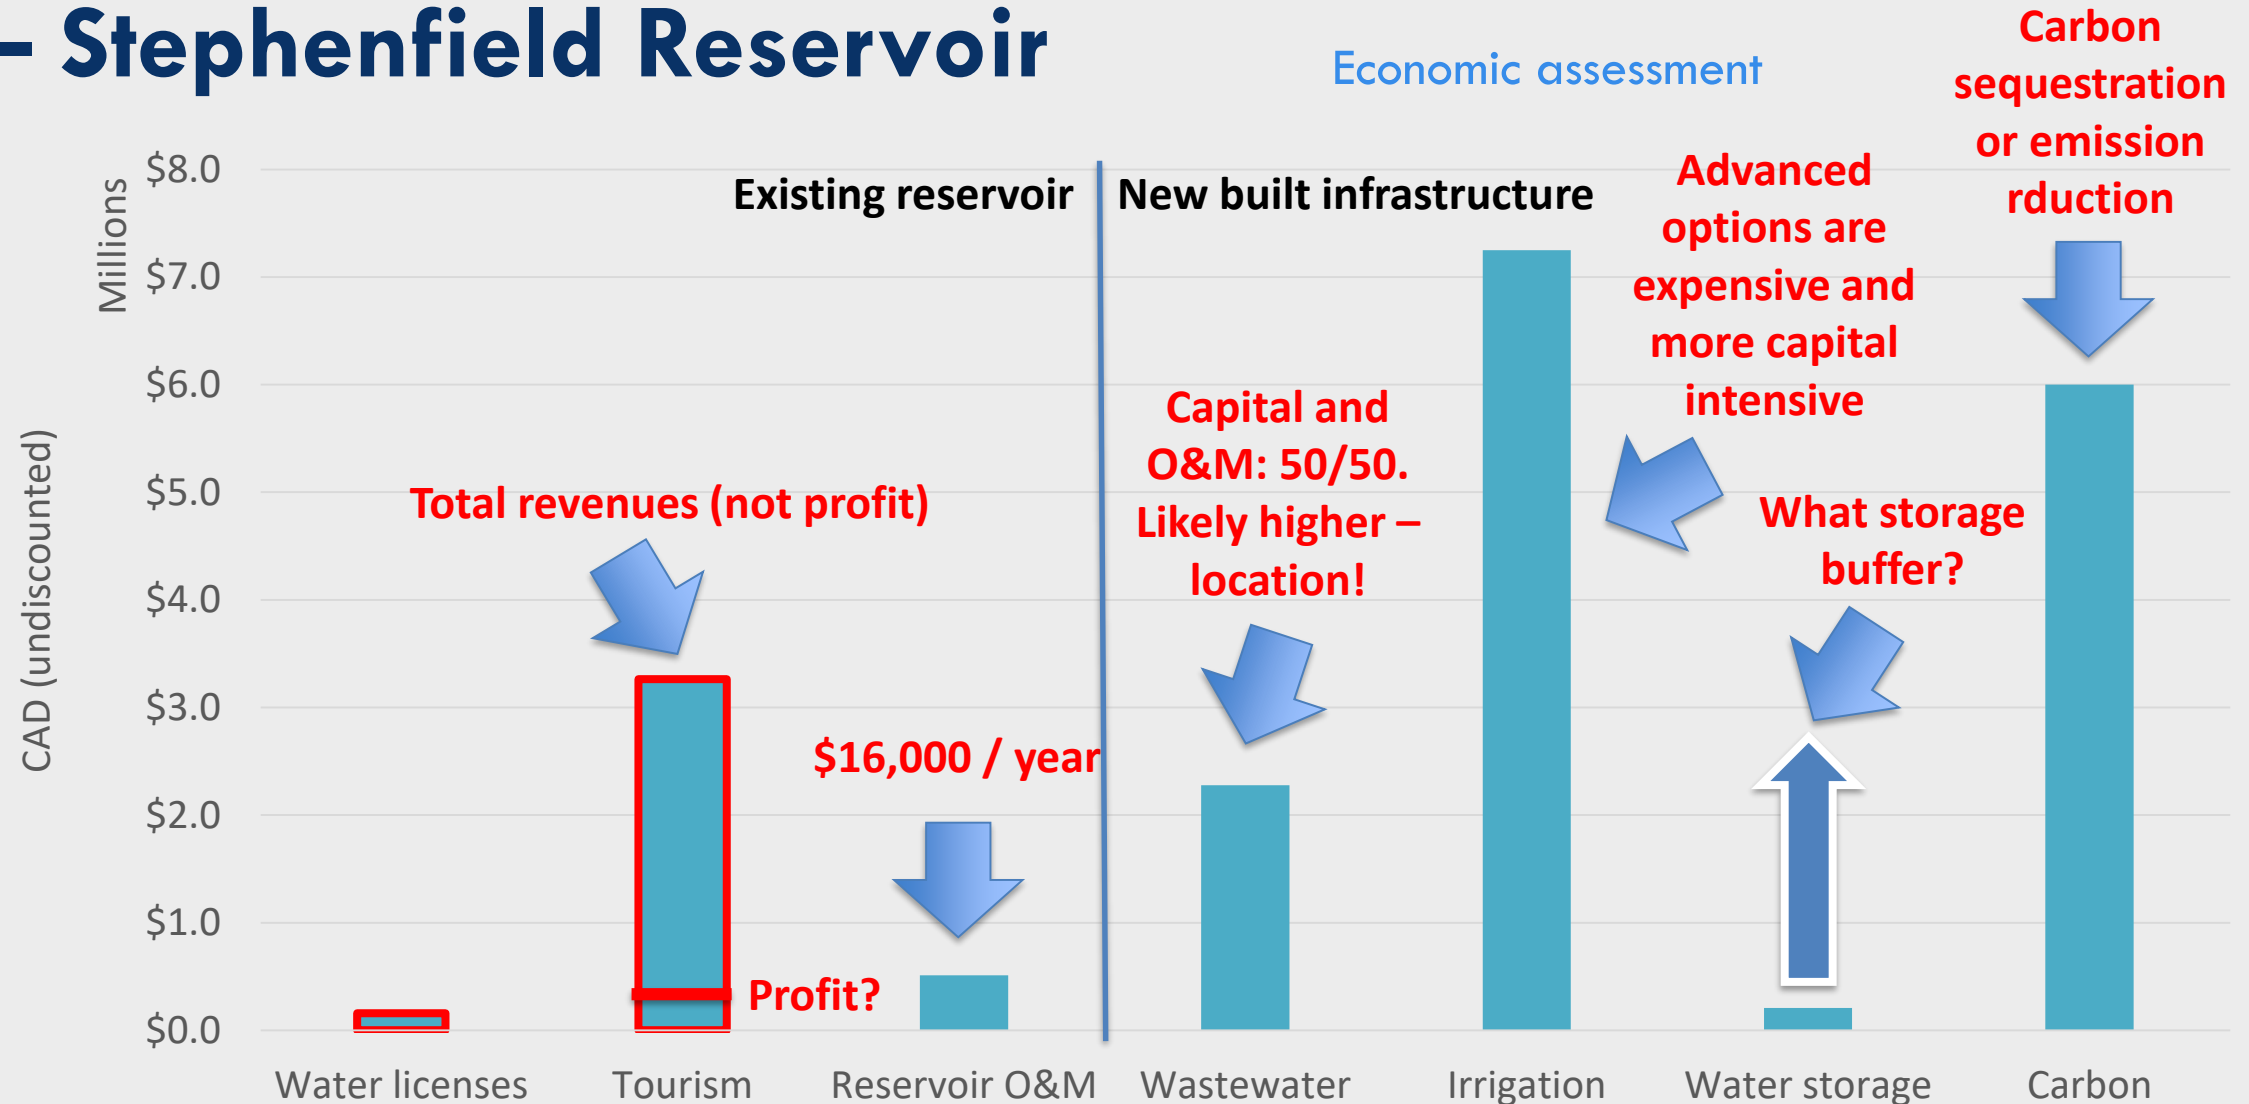 – Stephenfield Reservoir
Economic assessment
Carbon
sequestration
or emission
rduction
Millions
CAD (undiscounted)
$8.0
$7.0
$6.0
$5.0
$4.0
$3.0
$2.0
$1.0
$0.0
Existing reservoir
New built infrastructure
Advanced
options are
expensive and
more capital
intensive
Capital and
O&M: 50/50.
Likely higher –
location!
Total revenues (not profit)
What storage
buffer?
$16,000 / year
Profit?
Water licenses
Tourism
Reservoir O&M
Wastewater
Irrigation
Water storage
Carbon